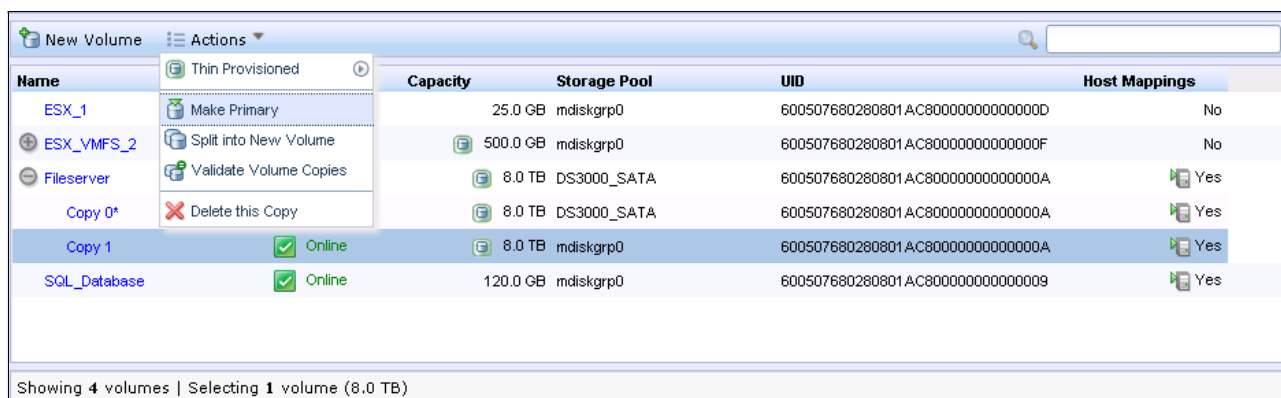 New Volume Actions
Thin Provisioned
Make Primary
Split into New Volume
Validate Volume Copies
Delete this Copy
Name Capacity Storage Pool UID Host Mappings
ESX_1 25.0 GB mdiskgrp0 600507680280801AC80000000000000D No
ESX_VMFS_2 500.0 GB mdiskgrp0 600507680280801AC80000000000000F No
Fileserver 8.0 TB DS3000_SATA 600507680280801AC80000000000000A Yes
Copy 0* 8.0 TB DS3000_SATA 600507680280801AC80000000000000A Yes
Copy 1 Online 8.0 TB mdiskgrp0 600507680280801AC80000000000000A Yes
SQL_Database Online 120.0 GB mdiskgrp0 600507680280801AC800000000000009 Yes
Showing 4 volumes | Selecting 1 volume (8.0 TB)